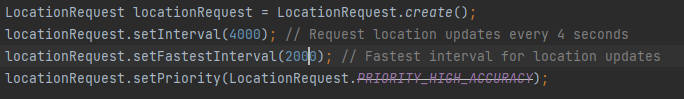 LocationRequest locationRequest = LocationRequest.create();
locationRequest.setInterval(4000); // Request location updates every 4 seconds
locationRequest.setFastestInterval(2000); // Fastest interval for location updates
locationRequest.setPriority(LocationRequest.PRIORITY_HIGH_ACCURACY);